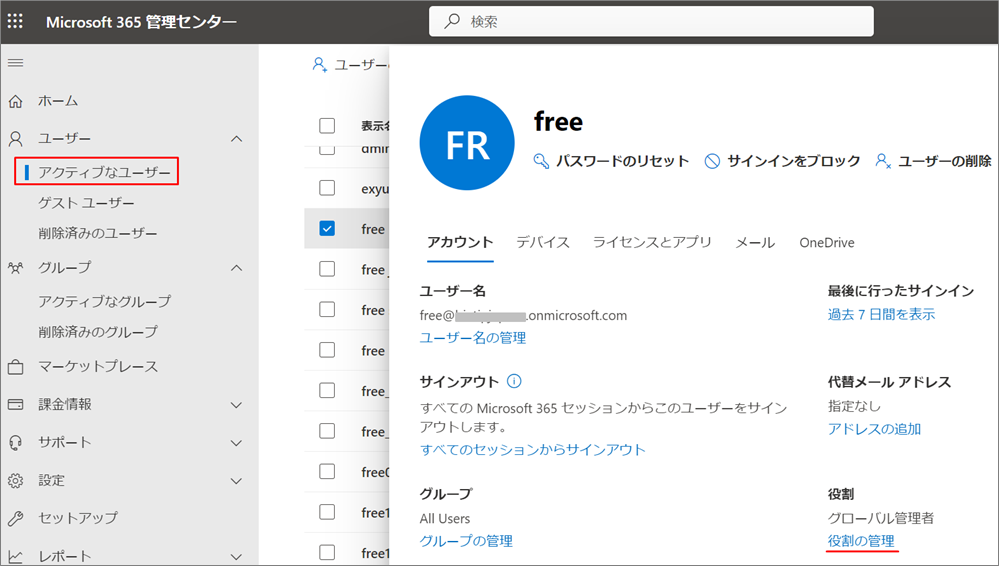 Microsoft 365 管理センター
検索
ホーム
ユーザー
アクティブなユーザー
ゲスト ユーザー
削除済みのユーザー
グループ
アクティブなグループ
削除済みのグループ
マーケットプレース
課金情報
サポート
設定
セットアップ
レポート
ユーザー
表示名
exyu
free
free_
free
free
free_
free_
free0
free1
free1
FR
free
パスワードのリセット
サインインをブロック
ユーザーの削除
アカウント
デバイス
ライセンスとアプリ
メール
OneDrive
ユーザー名
free@
.onmicrosoft.com
ユーザー名の管理
最後に行ったサインイン
過去 7 日間を表示
サインアウト
すべての Microsoft 365 セッションからこのユーザーをサイン
アウトします。
すべてのセッションからサインアウト
代替メール アドレス
指定なし
アドレスの追加
グループ
All Users
グループの管理
役割
グローバル管理者
役割の管理